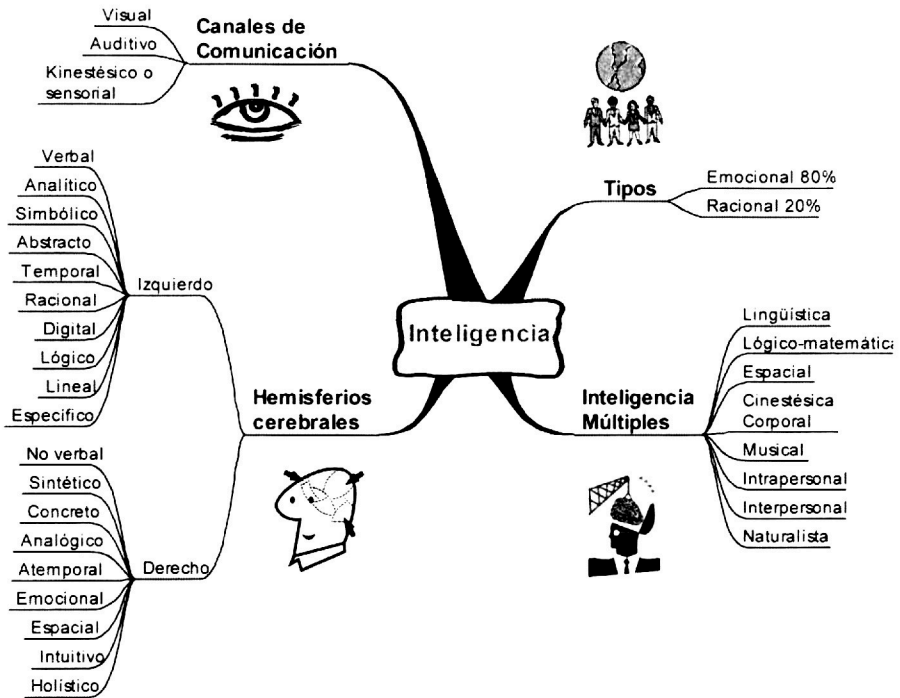 Visual
Auditivo
Kinestésico o
sensorial
Canales de
Comunicación
Verbal
Analítico
Simbólico
Abstracto
Temporal
Racional
Digital
Lógico
Lineal
Especifico
Izquierdo
No verbal
Sintético
Concreto
Analógico
Atemporal
Emocional
Espacial
Intuitivo
Holístico
Derecho
Hemisferios
cerebrales
Inteligencia
Tipos
Emocional 80%
Racional 20%
Inteligencia
Múltiples
Lingüística
Lógico-matemática
Espacial
Cinestésica
Corporal
Musical
Intrapersonal
Interpersonal
Naturalista